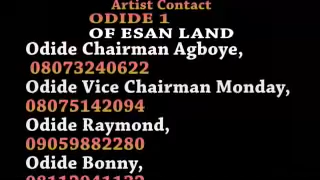 Artist Contact
ODIDE 1
OF ESAN LAND
Odide Chairman Agboye,
08073240622
Odide Vice Chairman Monday,
08075142094
Odide Raymond,
09059882280
Odide Bonny,